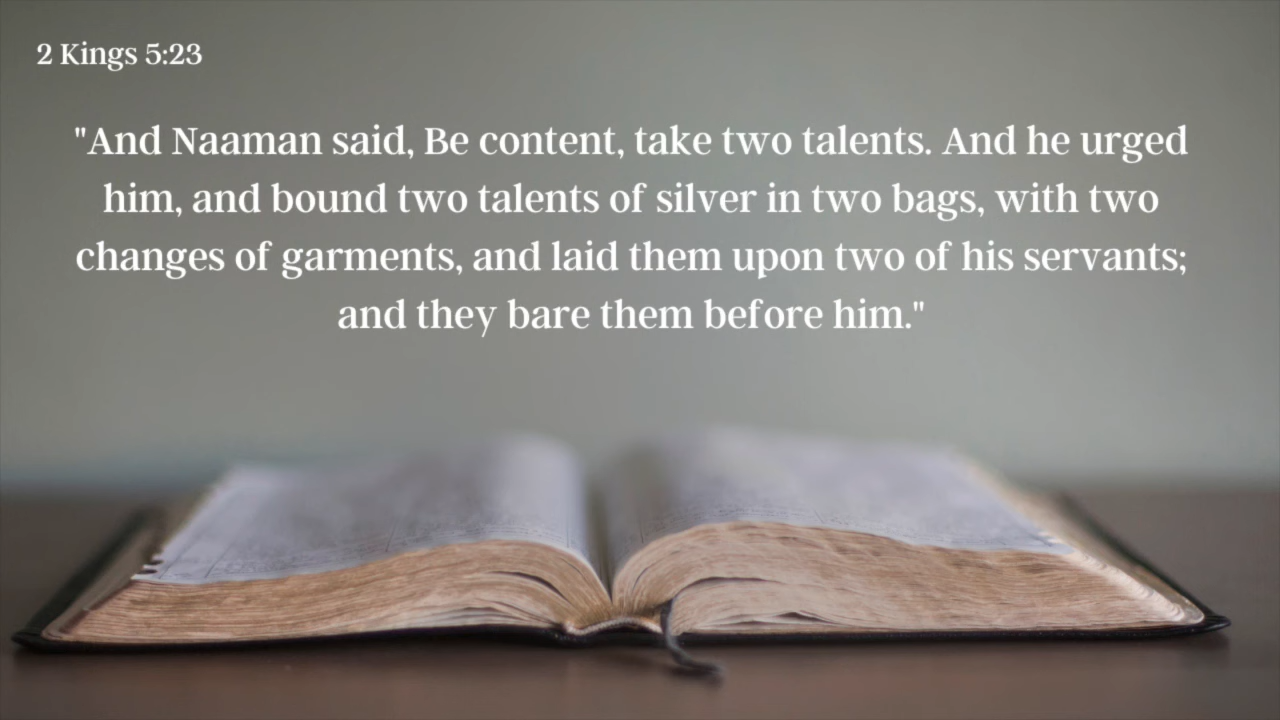 2 Kings 5:23
"And Naaman said, Be content, take two talents. And he urged
him, and bound two talents of silver in two bags, with two
changes of garments, and laid them upon two of his servants;
and they bare them before him."